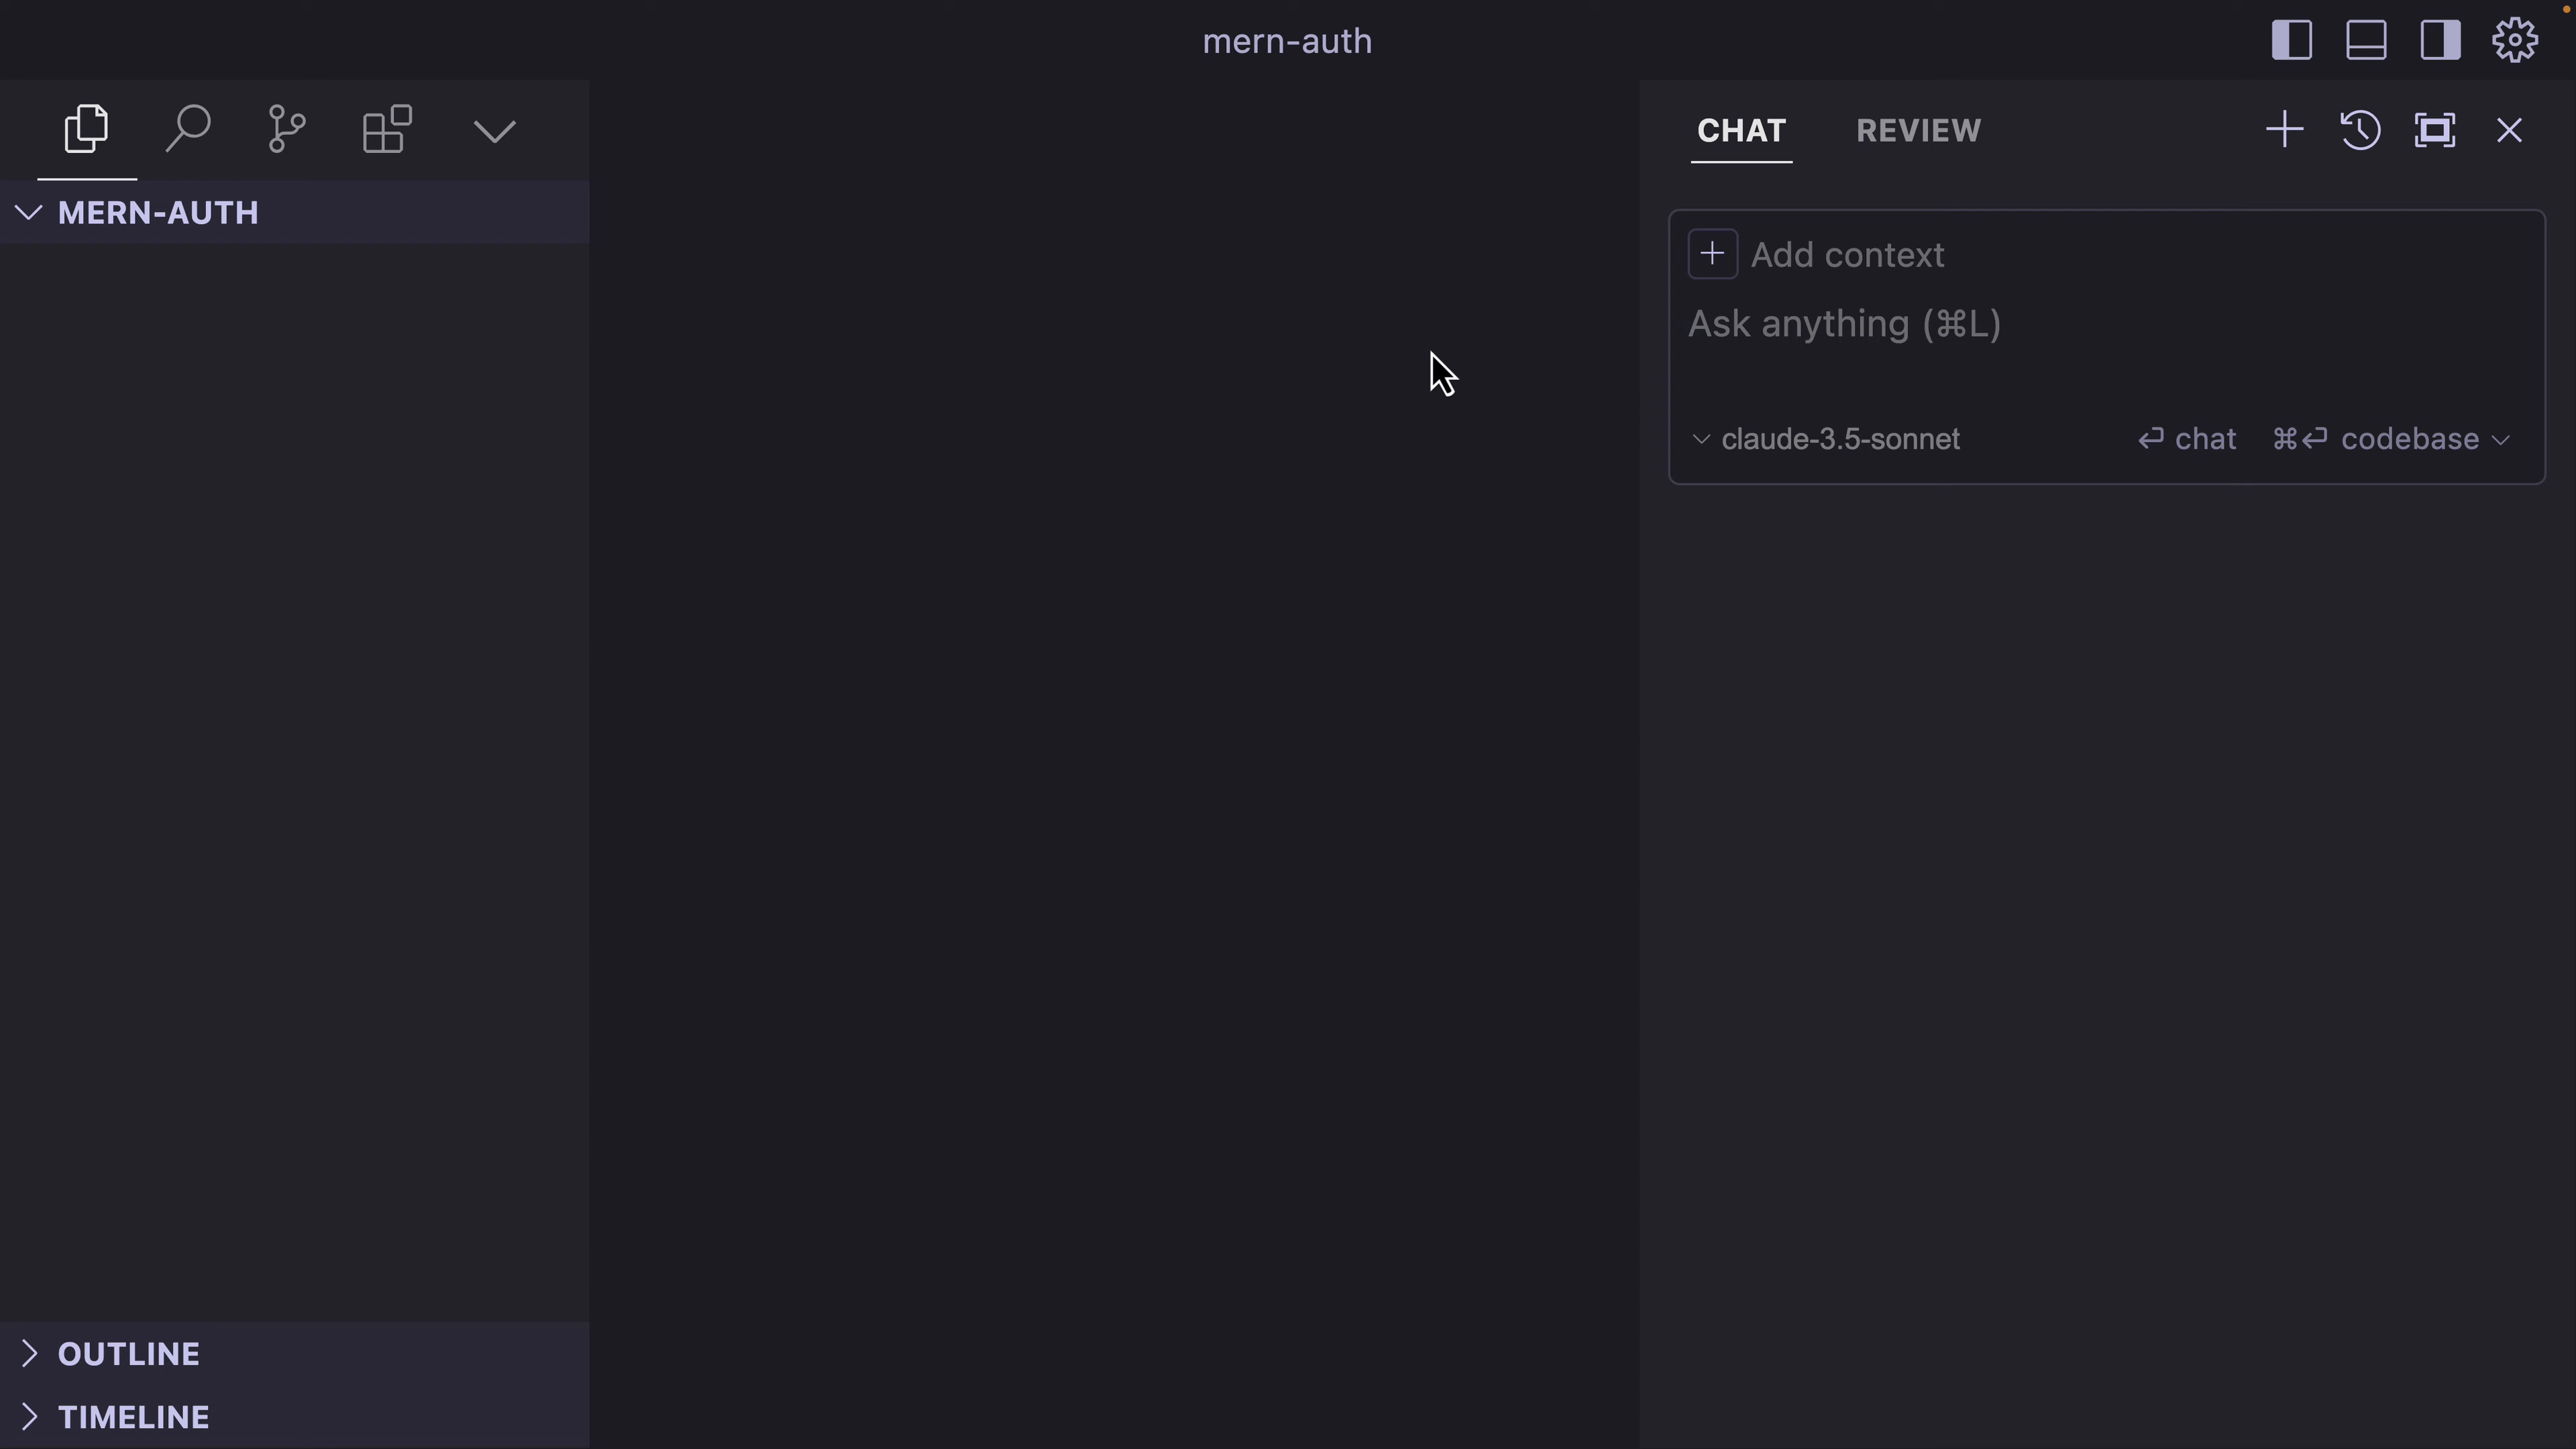 mern-auth
MERN-AUTH
OUTLINE
TIMELINE
CHAT REVIEW
Add context
Ask anything (⌘L)
claude-3.5-sonnet ⏎ chat ⌘⏎ codebase